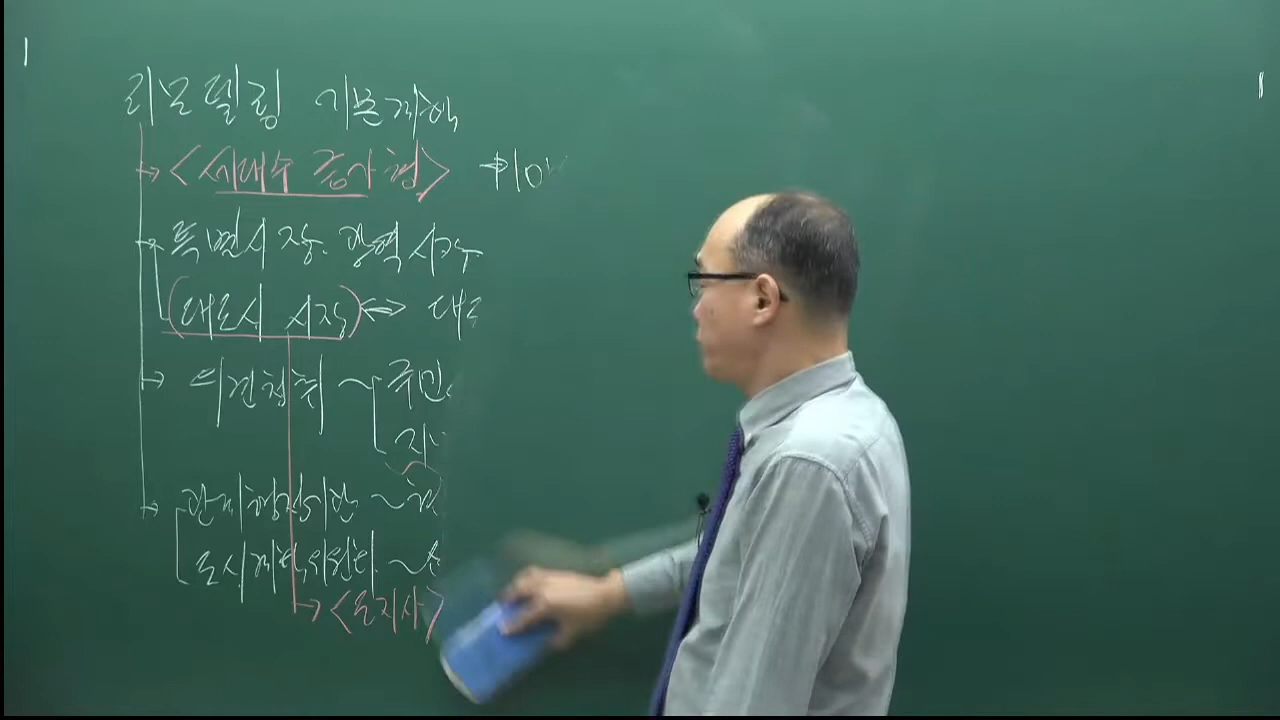 리모델링 기본계획
→ <세대수 증가형> → 10
→ 특별시장. 광역시장
(대도시 시장) ↔ 대
→ 의견청취 ~ 주민
지
→ 관계행정기관 ~
도시계획위원회 ~
→ <도지사>